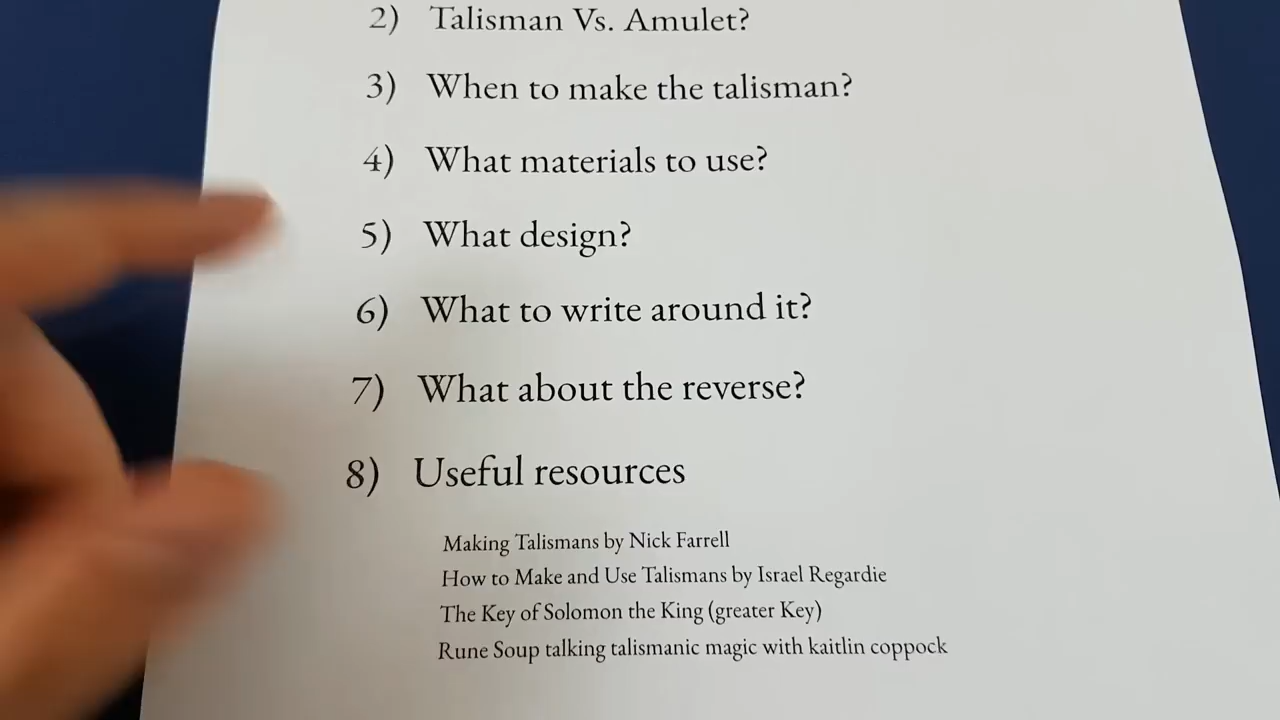 2) Talisman Vs. Amulet?
3) When to make the talisman?
4) What materials to use?
5) What design?
6) What to write around it?
7) What about the reverse?
8) Useful resources
Making Talismans by Nick Farrell
How to Make and Use Talismans by Israel Regardie
The Key of Solomon the King (greater Key)
Rune Soup talking talismanic magic with kaitlin coppock